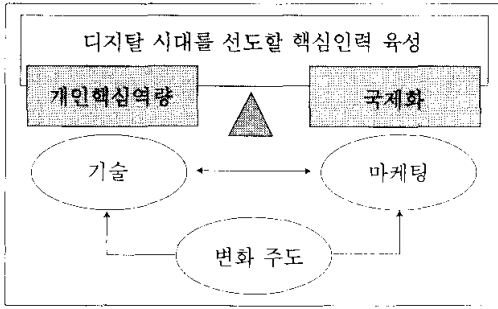 디지탈 시대를 선도할 핵심인력 육성
개인핵심역량 국제화
기술 마케팅
변화 주도